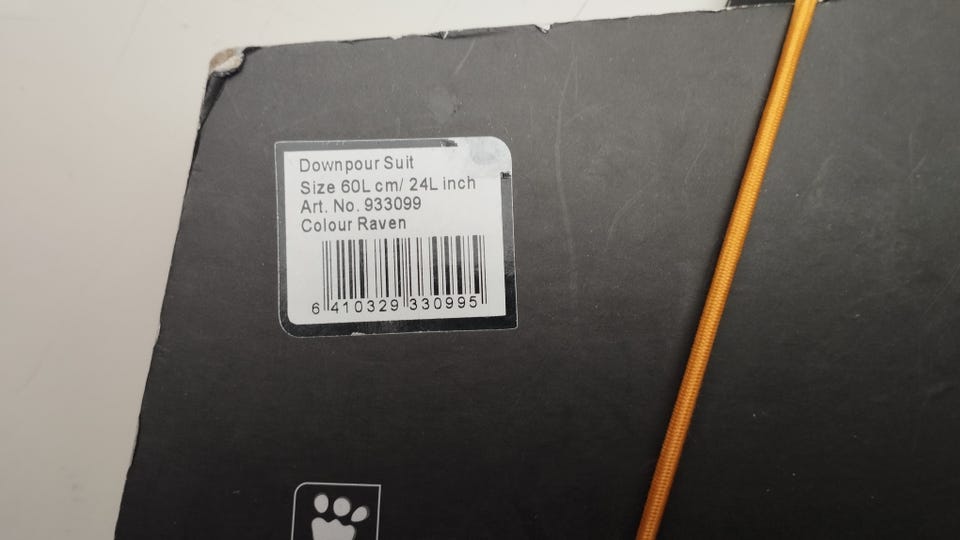 Downpour Suit
Size 60L cm/ 24L inch
Art. No. 933099
Colour Raven
6 410329 330995